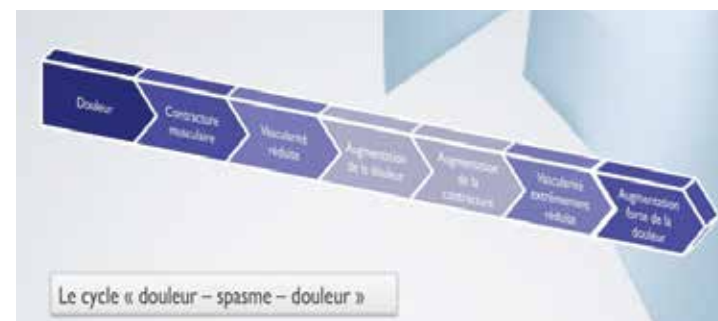 Douleur
Contracture
musculaire
Vascularité
réduite
Augmentation
de la douleur
Augmentation
de la
contracture
Vascularité
extrêmement
réduite
Augmentation
forte de la
douleur
Le cycle « douleur – spasme – douleur »